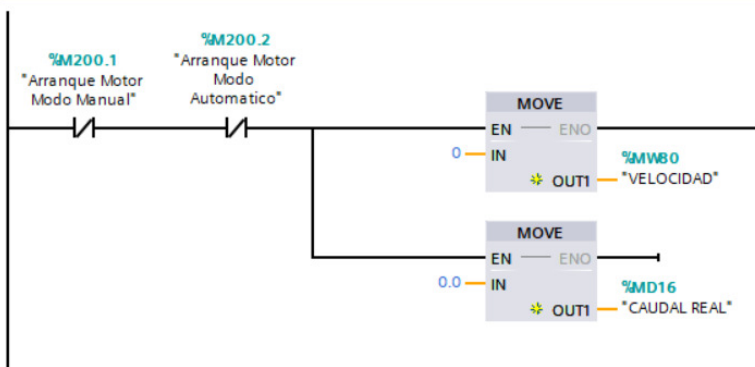 %M200.1
"Arranque Motor
Modo Manual"
%M200.2
"Arranque Motor
Modo
Automatico"
MOVE
EN
ENO
0
IN
OUT1
%MW80
"VELOCIDAD"
MOVE
EN
ENO
0.0
IN
OUT1
%MD16
"CAUDAL REAL"